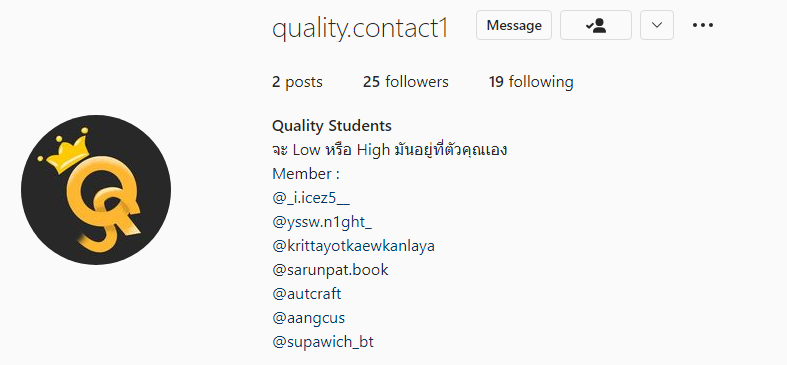 quality.contact1 Message
2 posts 25 followers 19 following
Quality Students
จะ Low หรือ High มันอยู่ที่ตัวคุณเอง
Member :
@_i.icez5__
@yssw.n1ght_
@krittayotkaewkanlaya
@sarunpat.book
@autcraft
@aangcus
@supawich_bt